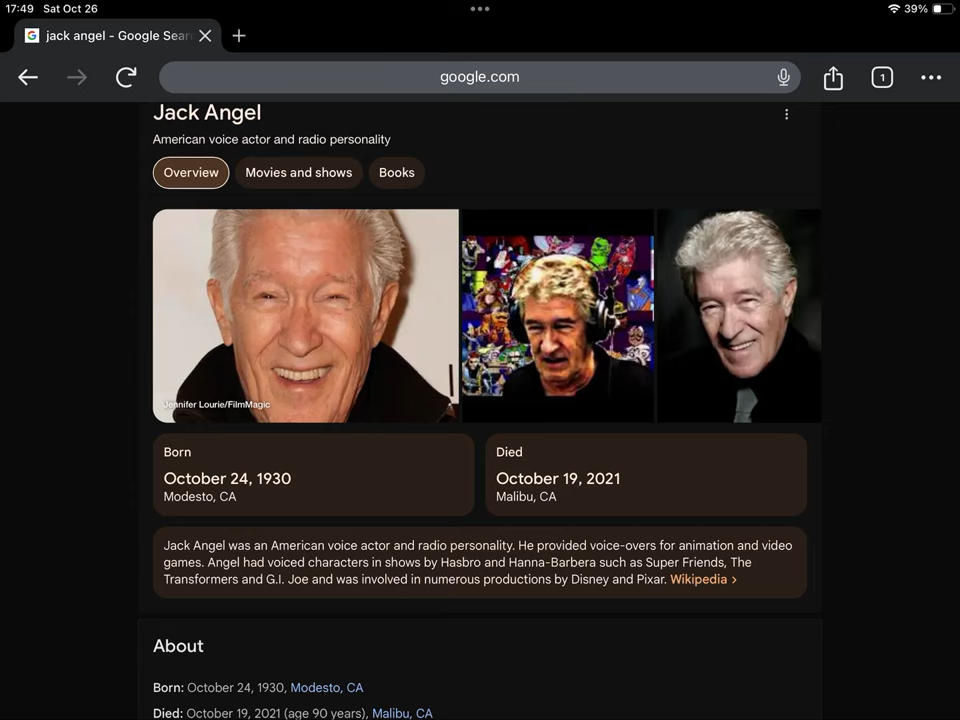 17:49 Sat Oct 26
39%
jack angel - Google Sear
google.com
1
Jack Angel
American voice actor and radio personality
Overview
Movies and shows
Books
Jennifer Lourie/FilmMagic
Born
October 24, 1930
Modesto, CA
Died
October 19, 2021
Malibu, CA
Jack Angel was an American voice actor and radio personality. He provided voice-overs for animation and video
games. Angel had voiced characters in shows by Hasbro and Hanna-Barbera such as Super Friends, The
Transformers and G.I. Joe and was involved in numerous productions by Disney and Pixar. Wikipedia >
About
Born: October 24, 1930, Modesto, CA
Died: October 19, 2021 (age 90 years), Malibu, CA